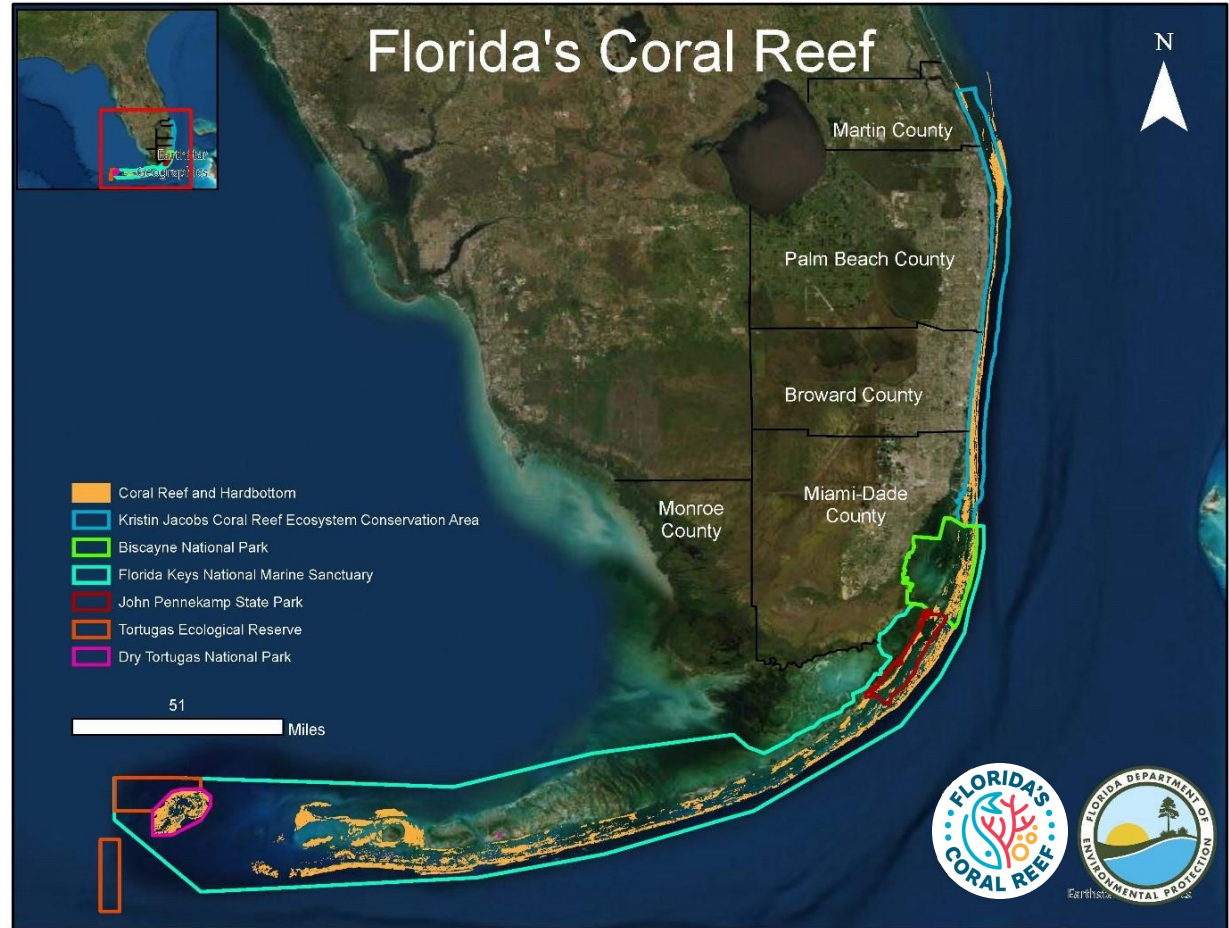 Florida's Coral Reef
N
Earthstar
Geographics
Martin County
Palm Beach County
Broward County
Miami-Dade
County
Monroe
County
Coral Reef and Hardbottom
Kristin Jacobs Coral Reef Ecosystem Conservation Area
Biscayne National Park
Florida Keys National Marine Sanctuary
John Pennekamp State Park
Tortugas Ecological Reserve
Dry Tortugas National Park
51
Miles
FLORIDA'S
CORAL REEF
FLORIDA DEPARTMENT OF
ENVIRONMENTAL PROTECTION